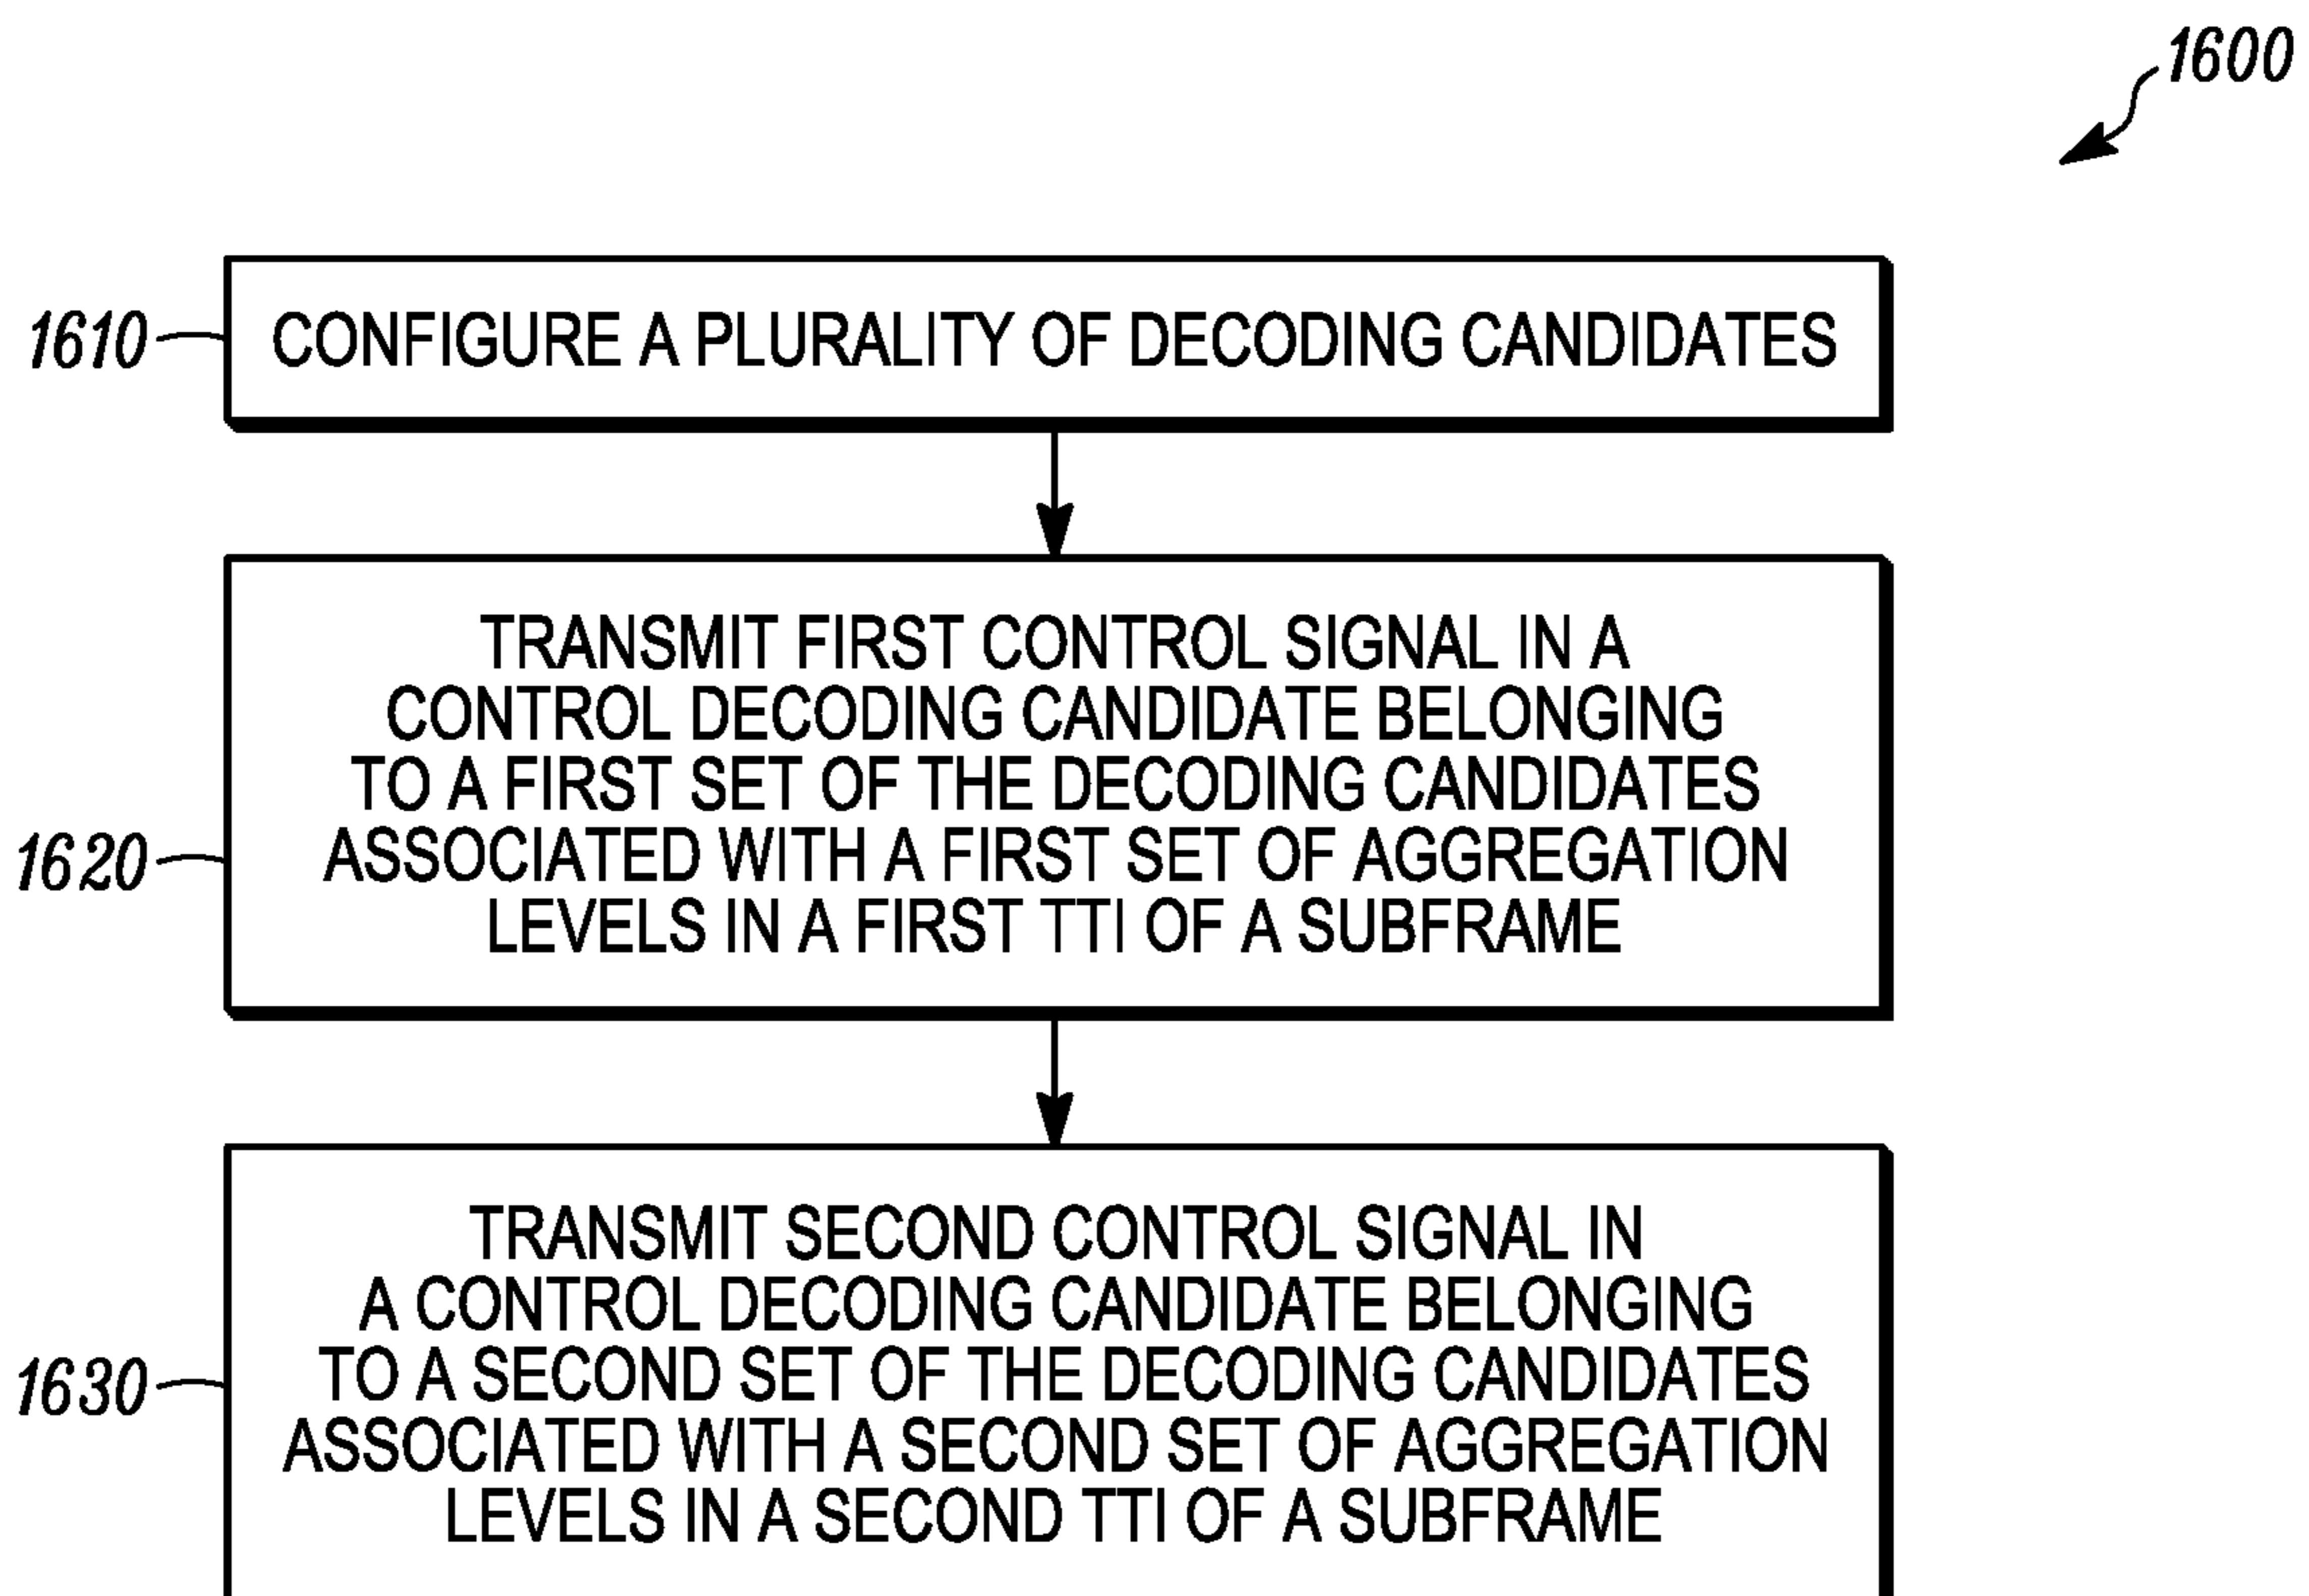 1600
1610
CONFIGURE A PLURALITY OF DECODING CANDIDATES
TRANSMIT FIRST CONTROL SIGNAL IN A
CONTROL DECODING CANDIDATE BELONGING
TO A FIRST SET OF THE DECODING CANDIDATES
1620
ASSOCIATED WITH A FIRST SET OF AGGREGATION
LEVELS IN A FIRST TTI OF A SUBFRAME
TRANSMIT SECOND CONTROL SIGNAL IN
A CONTROL DECODING CANDIDATE BELONGING
TO A SECOND SET OF THE DECODING CANDIDATES
1630
ASSOCIATED WITH A SECOND SET OF AGGREGATION
LEVELS IN A SECOND TTI OF A SUBFRAME